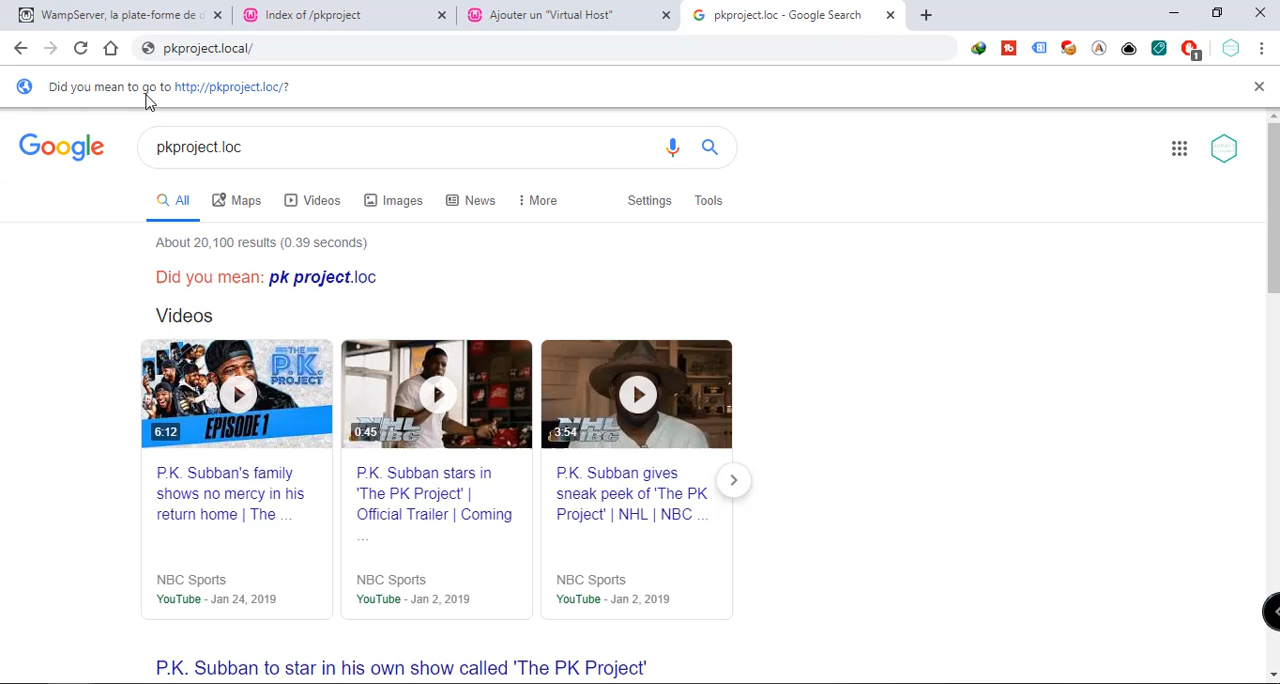 WampServer, la plate-forme de d
Index of /pkproject
Ajouter un "Virtual Host"
pkproject.loc - Google Search
pkproject.local/
1
Did you mean to go to http://pkproject.loc/?
Google
pkproject.loc
All
Maps
Videos
Images
News
More
Settings
Tools
About 20,100 results (0.39 seconds)
Did you mean: pk project.loc
Videos
THE P.K. PROJECT
EPISODE 1
6:12
NHL NBC
0:45
NHL NBC
3:54
P.K. Subban's family
shows no mercy in his
return home | The ...
NBC Sports
YouTube - Jan 24, 2019
P.K. Subban stars in
'The PK Project' |
Official Trailer | Coming
...
NBC Sports
YouTube - Jan 2, 2019
P.K. Subban gives
sneak peek of 'The PK
Project' | NHL | NBC ...
NBC Sports
YouTube - Jan 2, 2019
P.K. Subban to star in his own show called 'The PK Project'